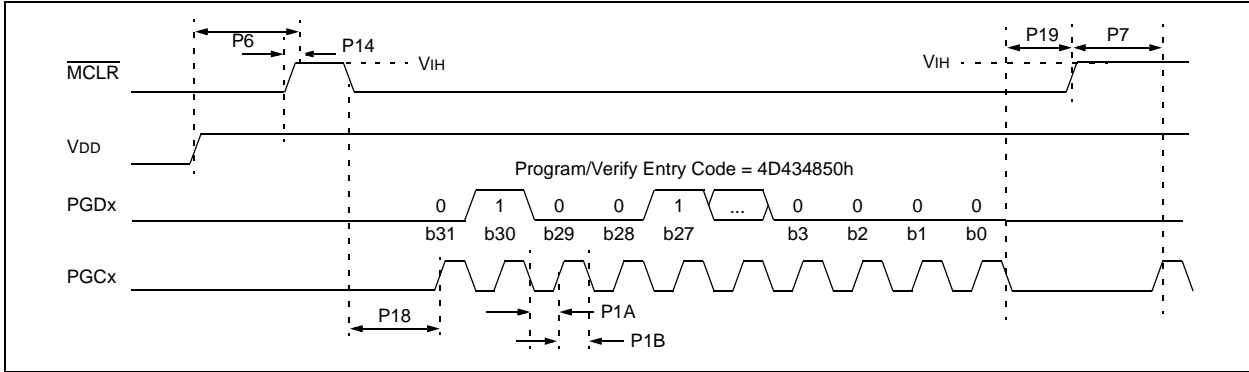 P6
P14
P19
P7
MCLR
VIH
VIH
VDD
Program/Verify Entry Code = 4D434850h
PGDx
0 1 0 0 1 ... 0 0 0 0
b31 b30 b29 b28 b27 b3 b2 b1 b0
PGCx
P18
P1A
P1B